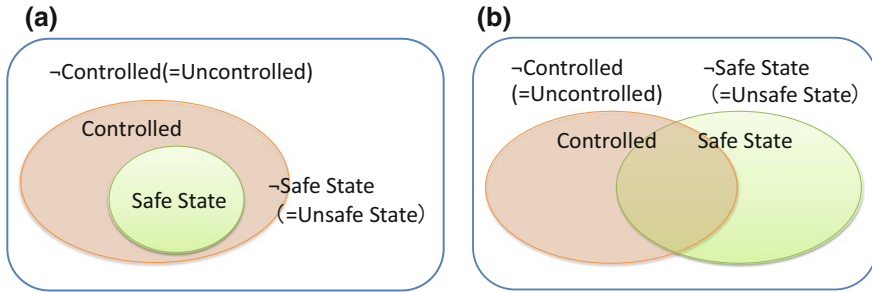 (a)
¬Controlled(=Uncontrolled)
Controlled
Safe State
¬Safe State
(=Unsafe State)
(b)
¬Controlled
(=Uncontrolled)
¬Safe State
(=Unsafe State)
Controlled
Safe State